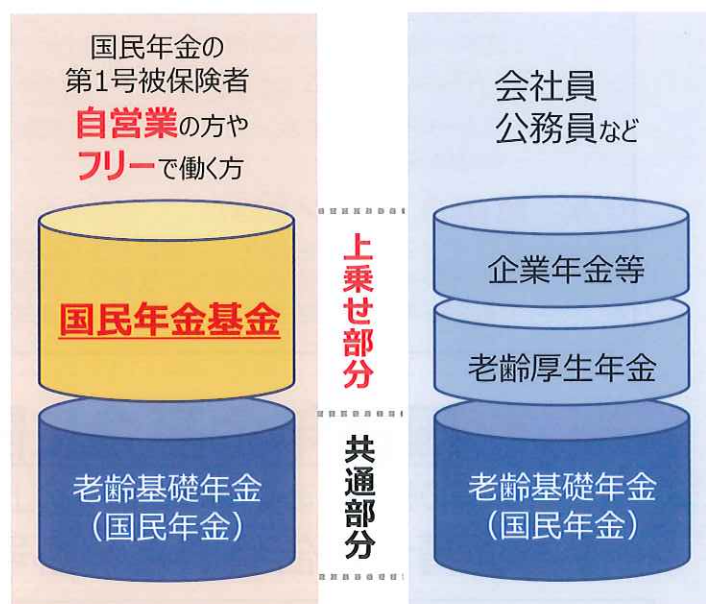 国民年金の
第1号被保険者
自営業の方や
フリーで働く方
国民年金基金
老齢基礎年金
(国民年金)
上乗せ部分
共通部分
会社員
公務員など
企業年金等
老齢厚生年金
老齢基礎年金
(国民年金)